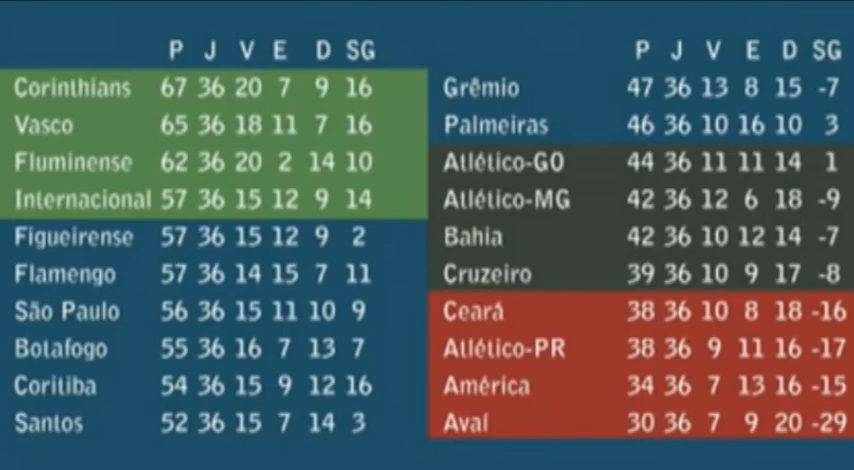 P J V E D SG
Corinthians 67 36 20 7 9 16
Vasco 65 36 18 11 7 16
Fluminense 62 36 20 2 14 10
Internacional 57 36 15 12 9 14
Figueirense 57 36 15 12 9 2
Flamengo 57 36 14 15 7 11
São Paulo 56 36 15 11 10 9
Botafogo 55 36 16 7 13 7
Coritiba 54 36 15 9 12 16
Santos 52 36 15 7 14 3
P J V E D SG
Grêmio 47 36 13 8 15 -7
Palmeiras 46 36 10 16 10 3
Atlético-GO 44 36 11 11 14 1
Atlético-MG 42 36 12 6 18 -9
Bahia 42 36 10 12 14 -7
Cruzeiro 39 36 10 9 17 -8
Ceará 38 36 10 8 18 -16
Atlético-PR 38 36 9 11 16 -17
América 34 36 7 13 16 -15
Avaí 30 36 7 9 20 -29